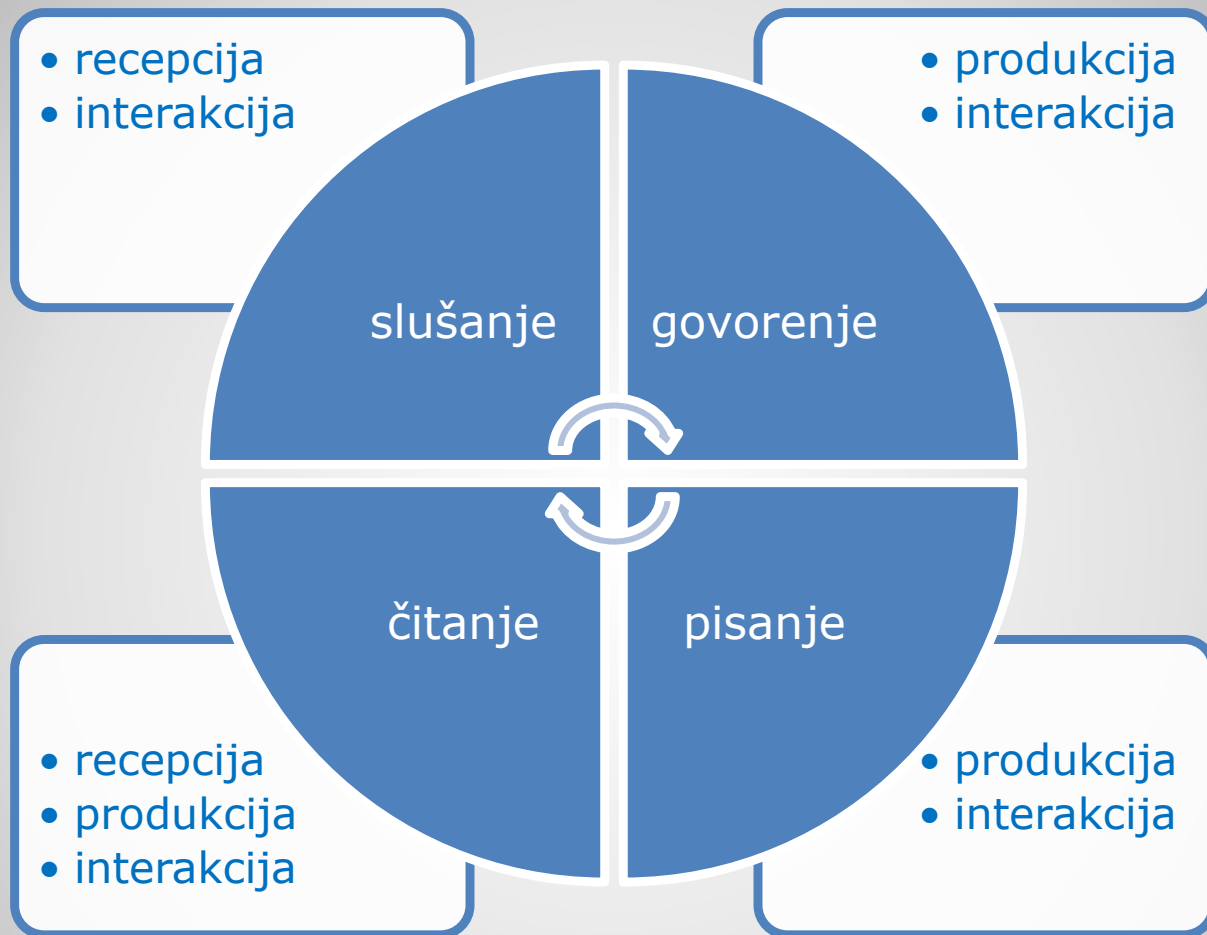 • recepcija
• interakcija
• produkcija
• interakcija
slušanje
govorenje
čitanje
pisanje
• recepcija
• produkcija
• interakcija
• produkcija
• interakcija